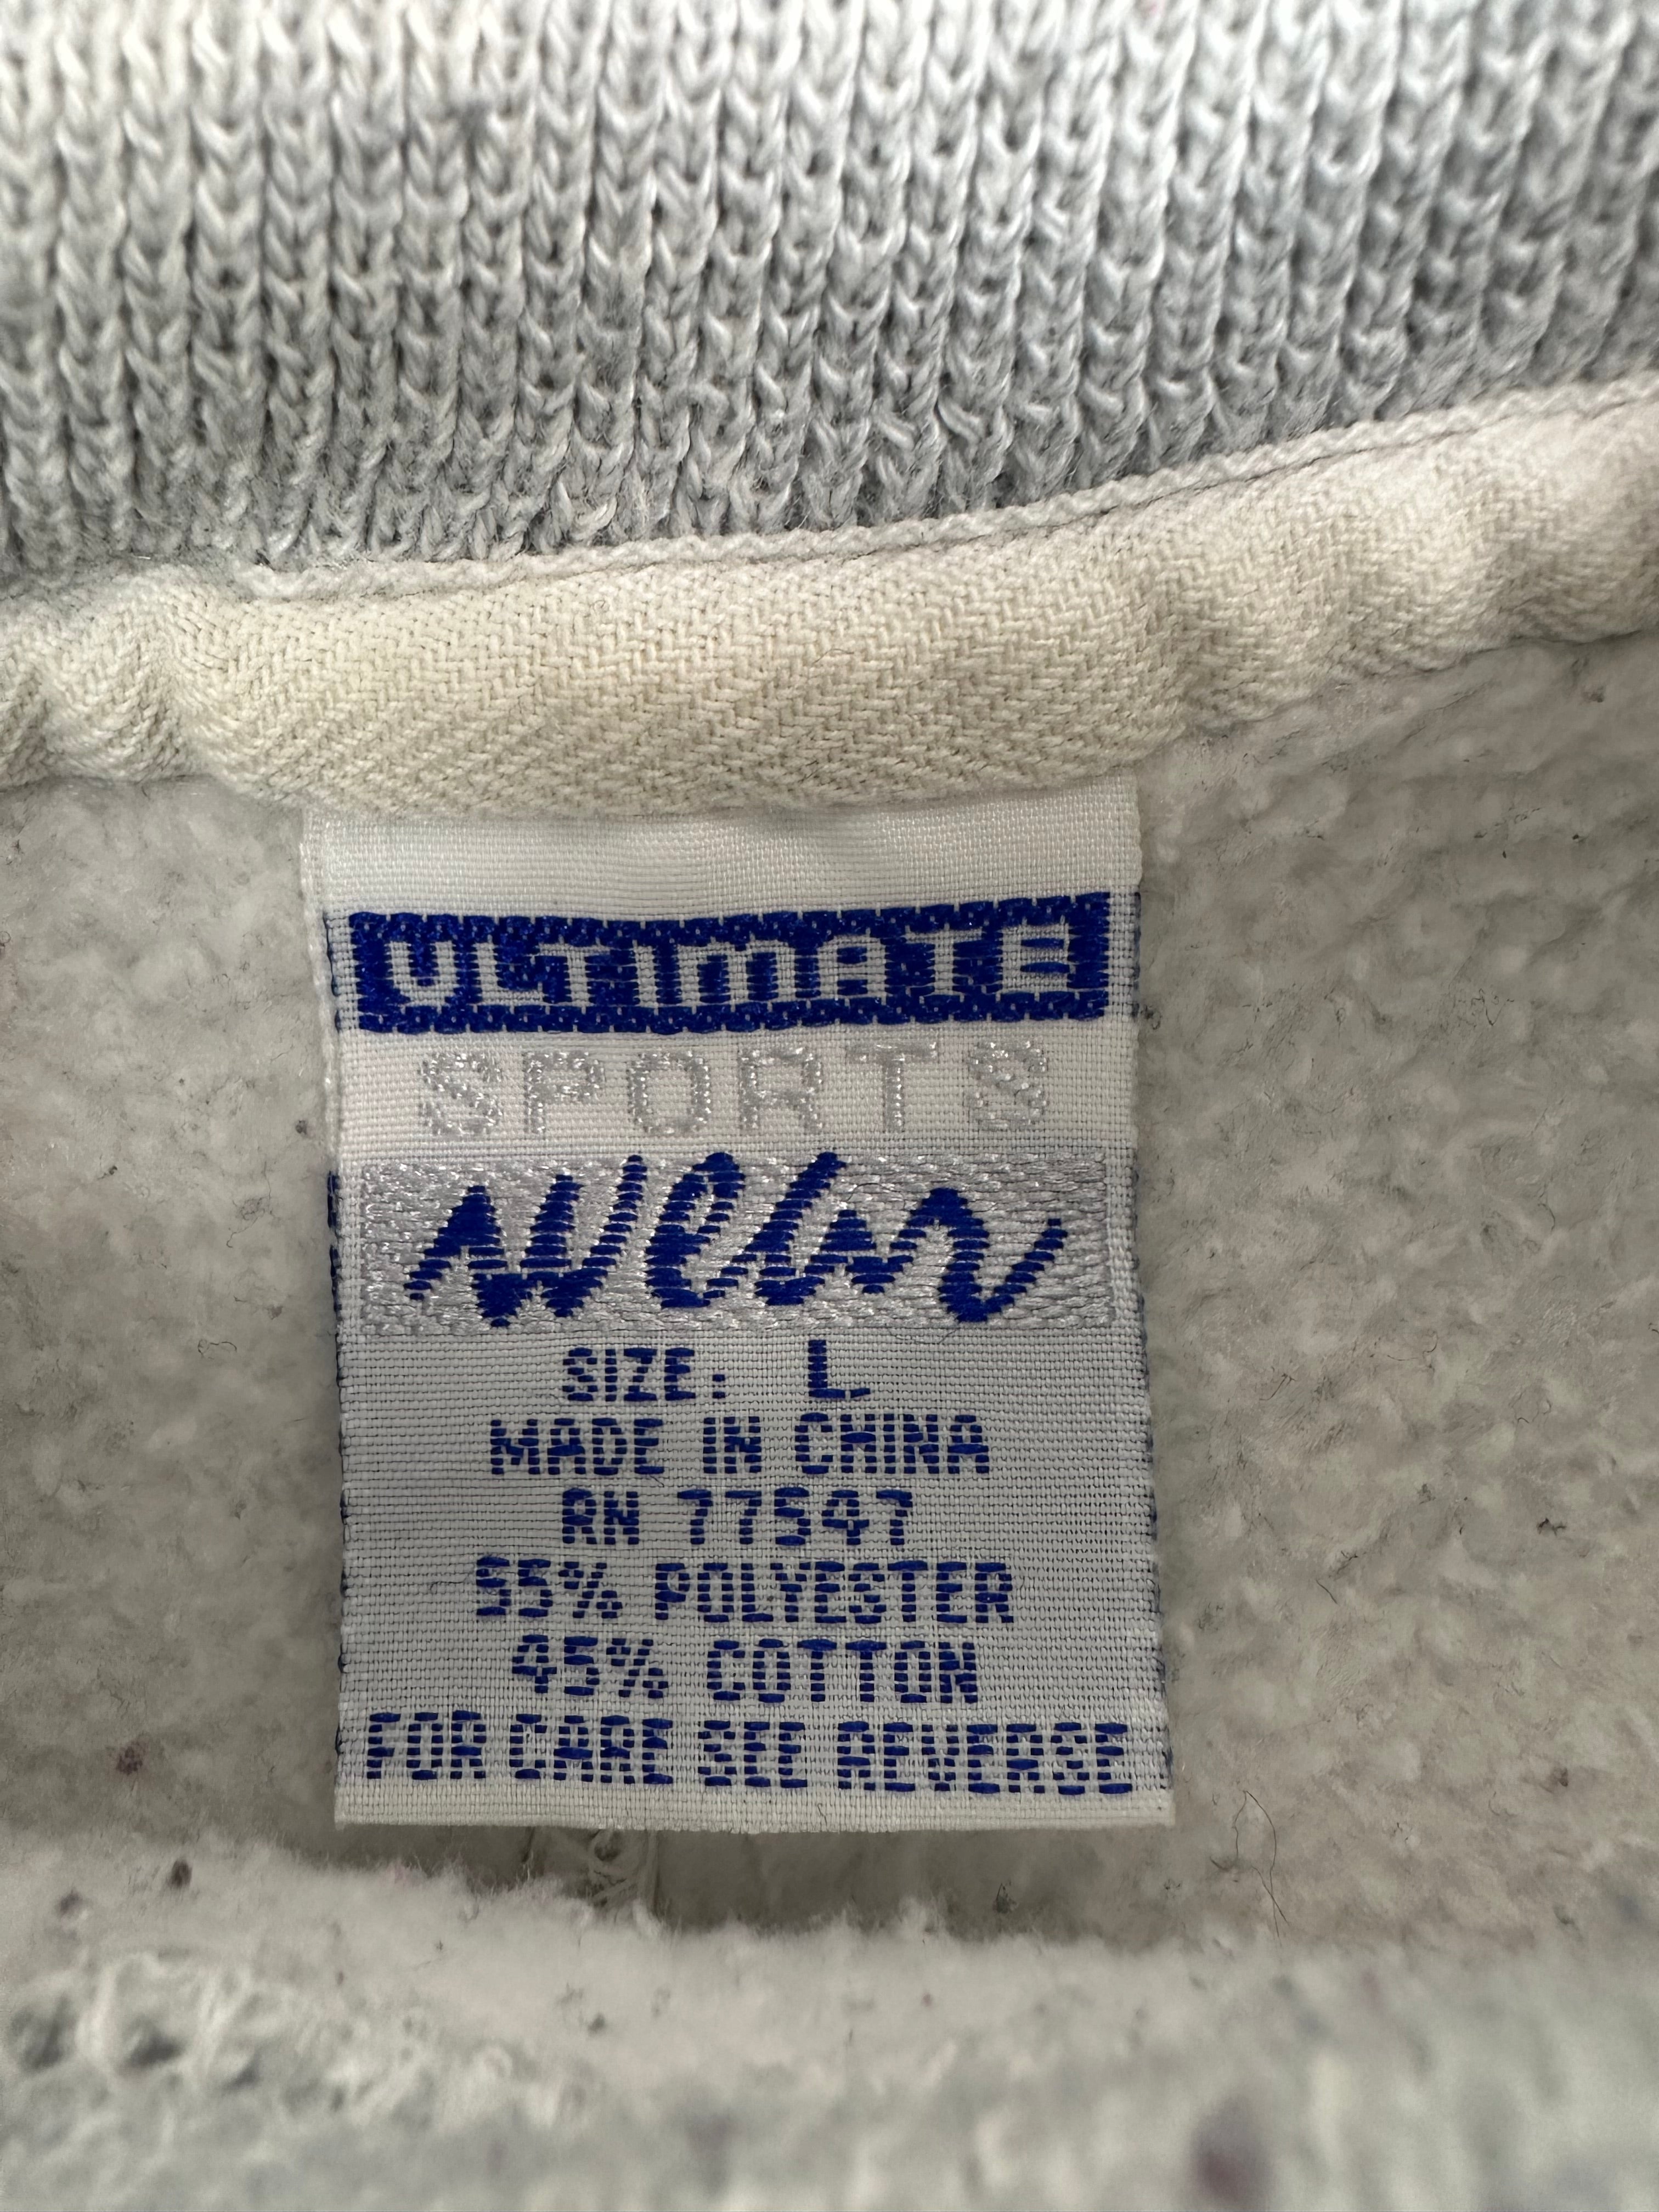 ULTIMATE
SPORTS
Wear
SIZE: L
MADE IN CHINA
RN 77547
55% POLYESTER
45% COTTON
FOR CARE SEE REVERSE